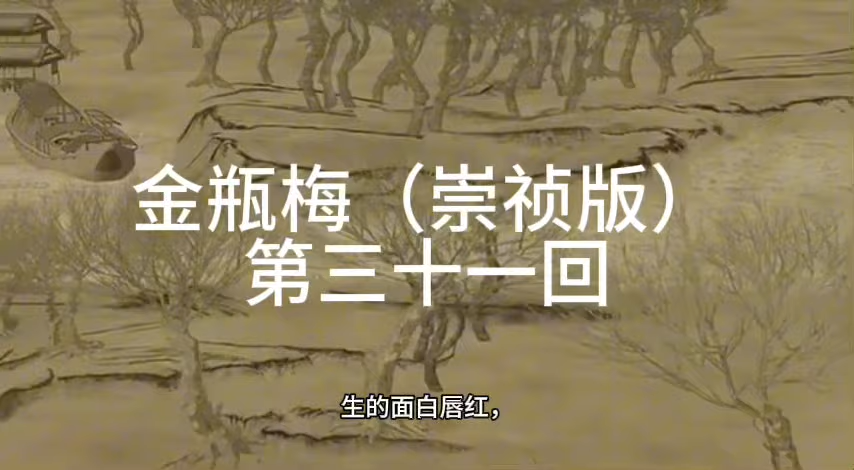 金瓶梅（崇祯版）
第三十一回
生的面白唇红，